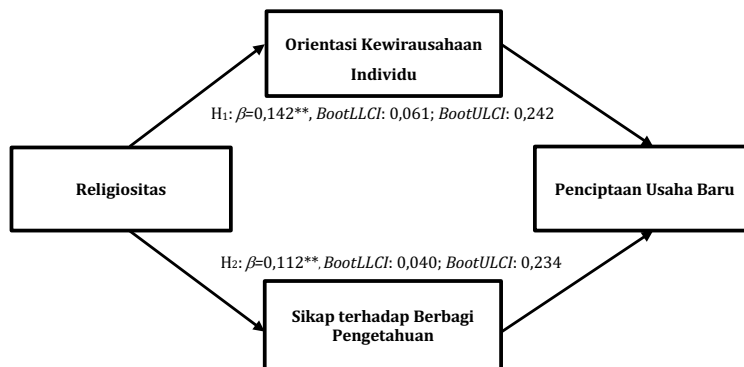 Orientasi Kewirausahaan
Individu
H1: β=0,142**, BootLLCI: 0,061; BootULCI: 0,242
Religiositas
Penciptaan Usaha Baru
H2: β=0,112**, BootLLCI: 0,040; BootULCI: 0,234
Sikap terhadap Berbagi
Pengetahuan